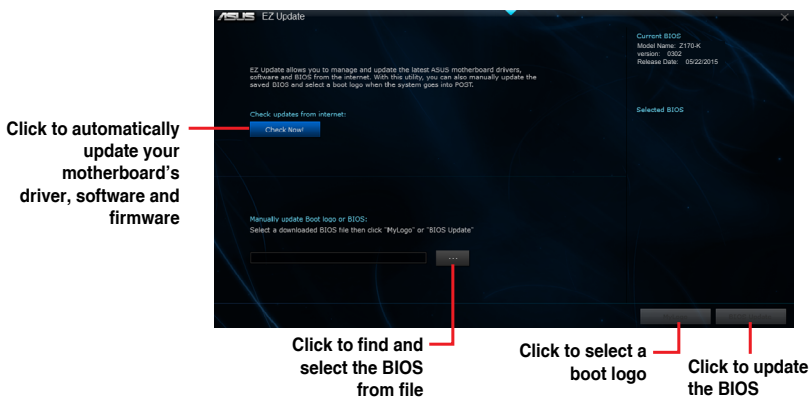 ASUS EZ Update
Current BIOS
Model Name: Z170-K
version: 0302
Release Date: 05/22/2015
EZ Update allows you to manage and update the latest ASUS motherboard drivers,
software and BIOS from the internet. With this utility, you can also manually update the
saved BIOS and select a boot logo when the system goes into POST.
Selected BIOS
Check updates from internet:
Check Now!
Click to automatically
update your
motherboard's
driver, software and
firmware
Manually update Boot logo or BIOS:
Select a downloaded BIOS file then click "MyLogo" or "BIOS Update"
...
Click to find and
select the BIOS
from file
Click to select a
boot logo
Click to update
the BIOS